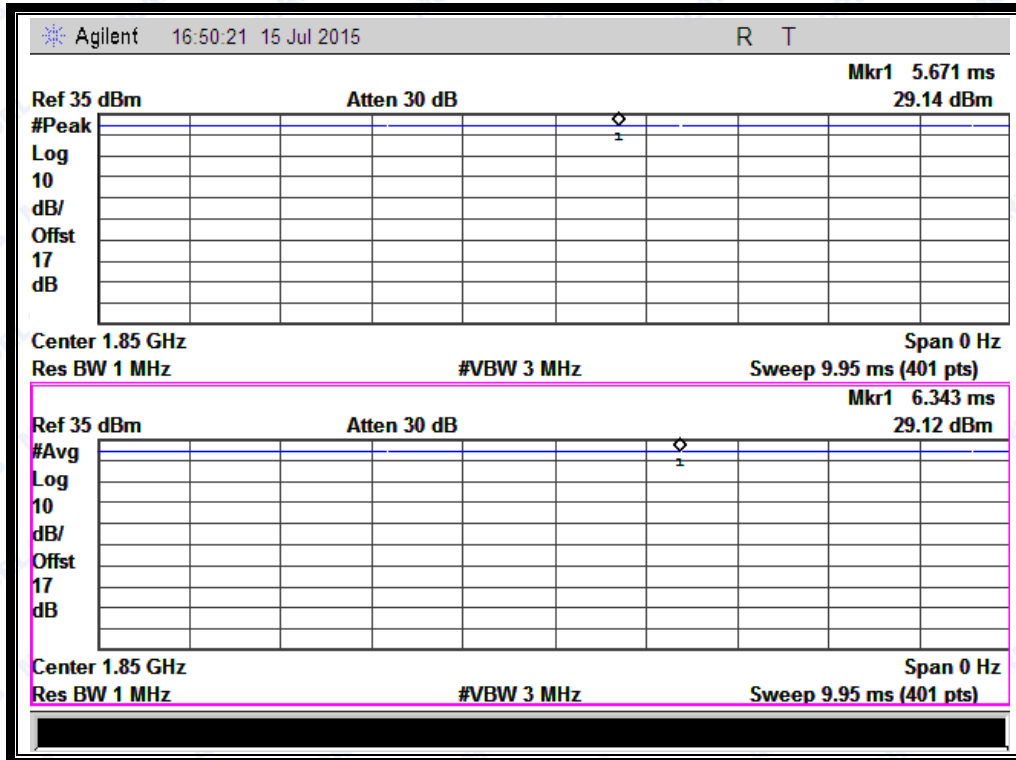 Agilent 16:50:21 15 Jul 2015 R T
Mkr1 5.671 ms
Ref 35 dBm Atten 30 dB 29.14 dBm
#Peak
1
Log
10
dB/
Offst
17
dB
Center 1.85 GHz Span 0 Hz
Res BW 1 MHz #VBW 3 MHz Sweep 9.95 ms (401 pts)
Mkr1 6.343 ms
Ref 35 dBm Atten 30 dB 29.12 dBm
#Avg
1
Log
10
dB/
Offst
17
dB
Center 1.85 GHz Span 0 Hz
Res BW 1 MHz #VBW 3 MHz Sweep 9.95 ms (401 pts)